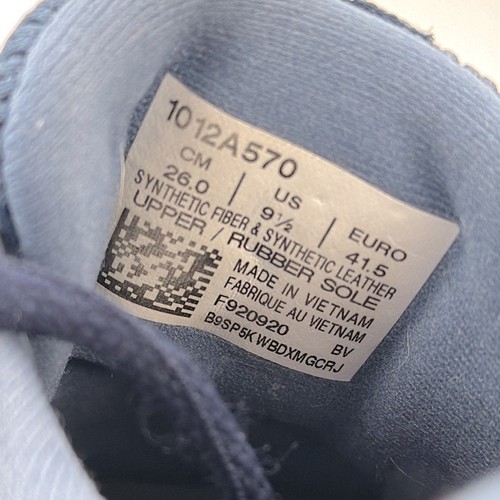 1012A570
CM | US | EURO
26.0 | 9½ | 41.5
SYNTHETIC FIBER & SYNTHETIC LEATHER
UPPER / RUBBER SOLE
MADE IN VIETNAM
FABRIQUE AU VIETNAM
F920920 BV
B9SP5KWBDXMGCRJ